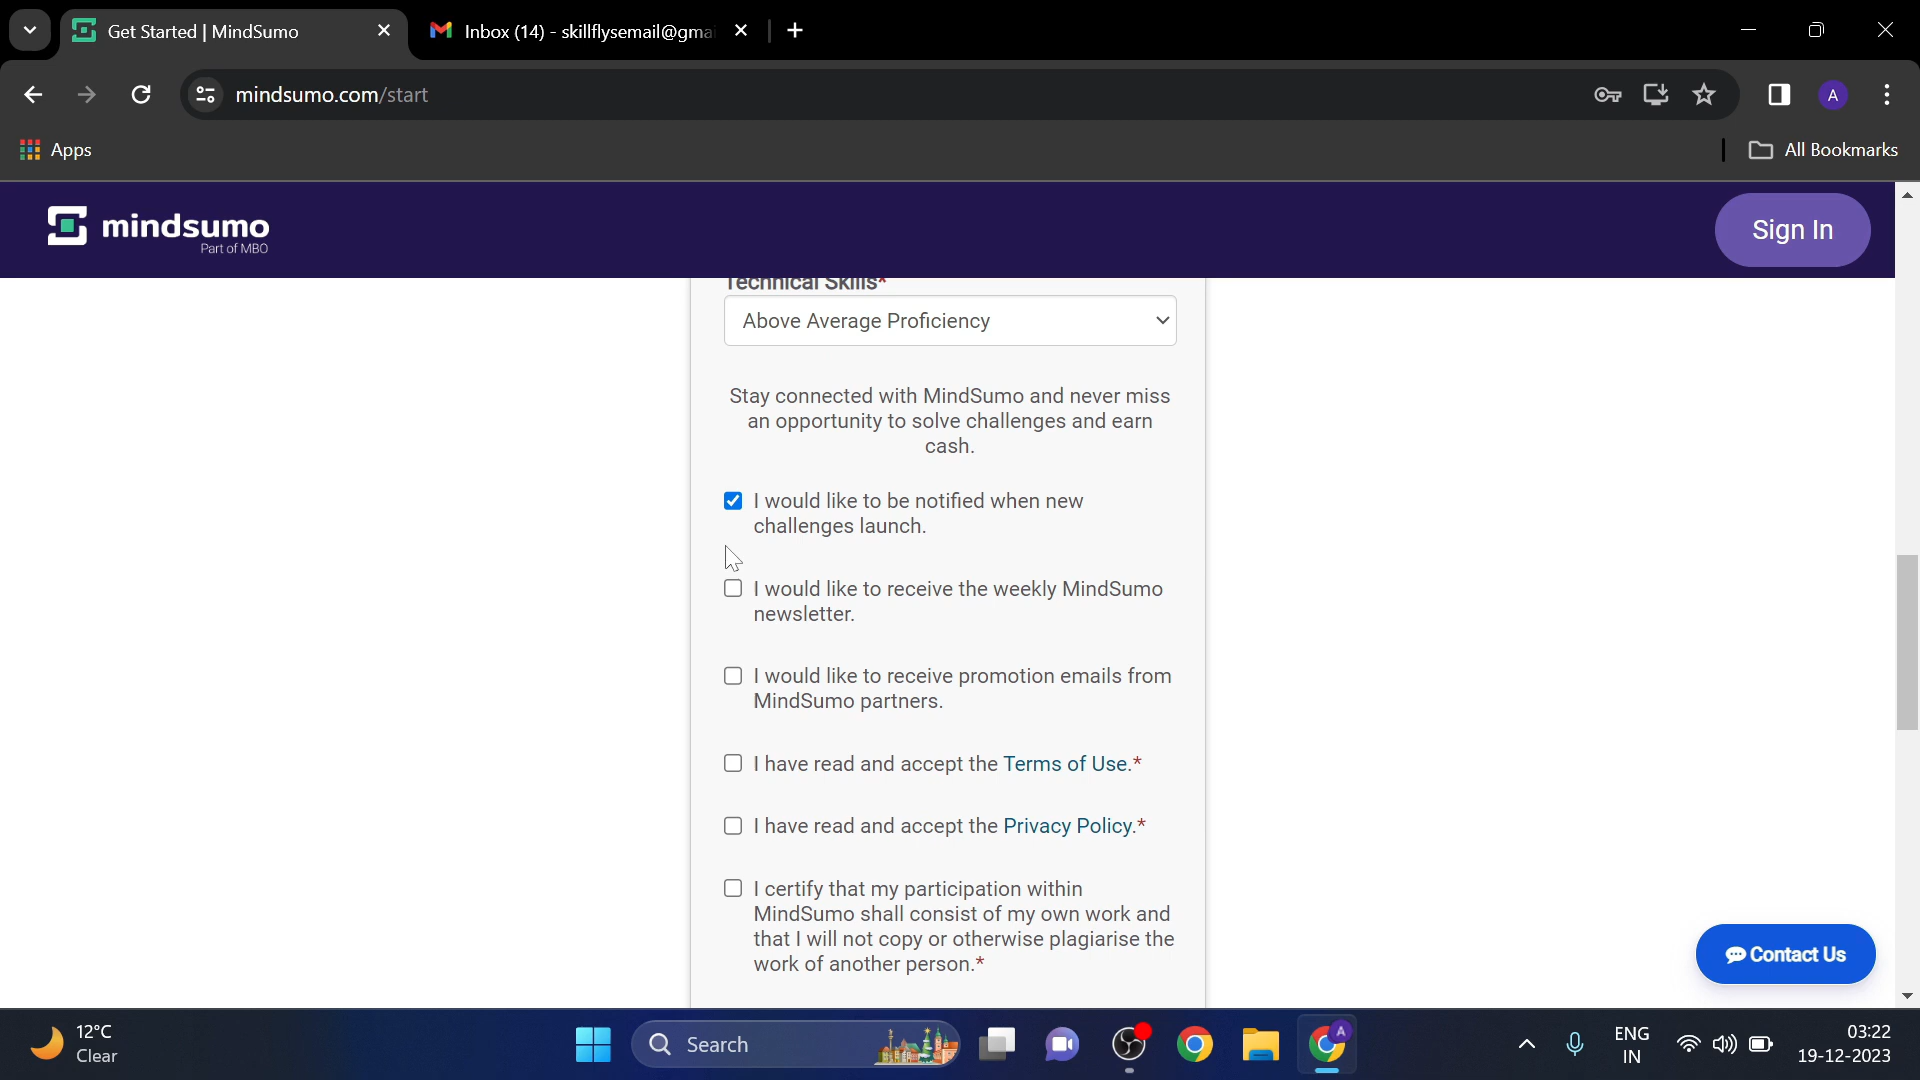 Get Started | MindSumo
Inbox (14) - skillflysemail@gmai
mindsumo.com/start
A
Apps
All Bookmarks
mindsumo
Part of MBO
Sign In
Technical Skills*
Above Average Proficiency
Stay connected with MindSumo and never miss
an opportunity to solve challenges and earn
cash.
I would like to be notified when new
challenges launch.
I would like to receive the weekly MindSumo
newsletter.
I would like to receive promotion emails from
MindSumo partners.
I have read and accept the Terms of Use.*
I have read and accept the Privacy Policy.*
I certify that my participation within
MindSumo shall consist of my own work and
that I will not copy or otherwise plagiarise the
work of another person.*
Contact Us
12°C
Clear
Search
A
ENG
IN
03:22
19-12-2023